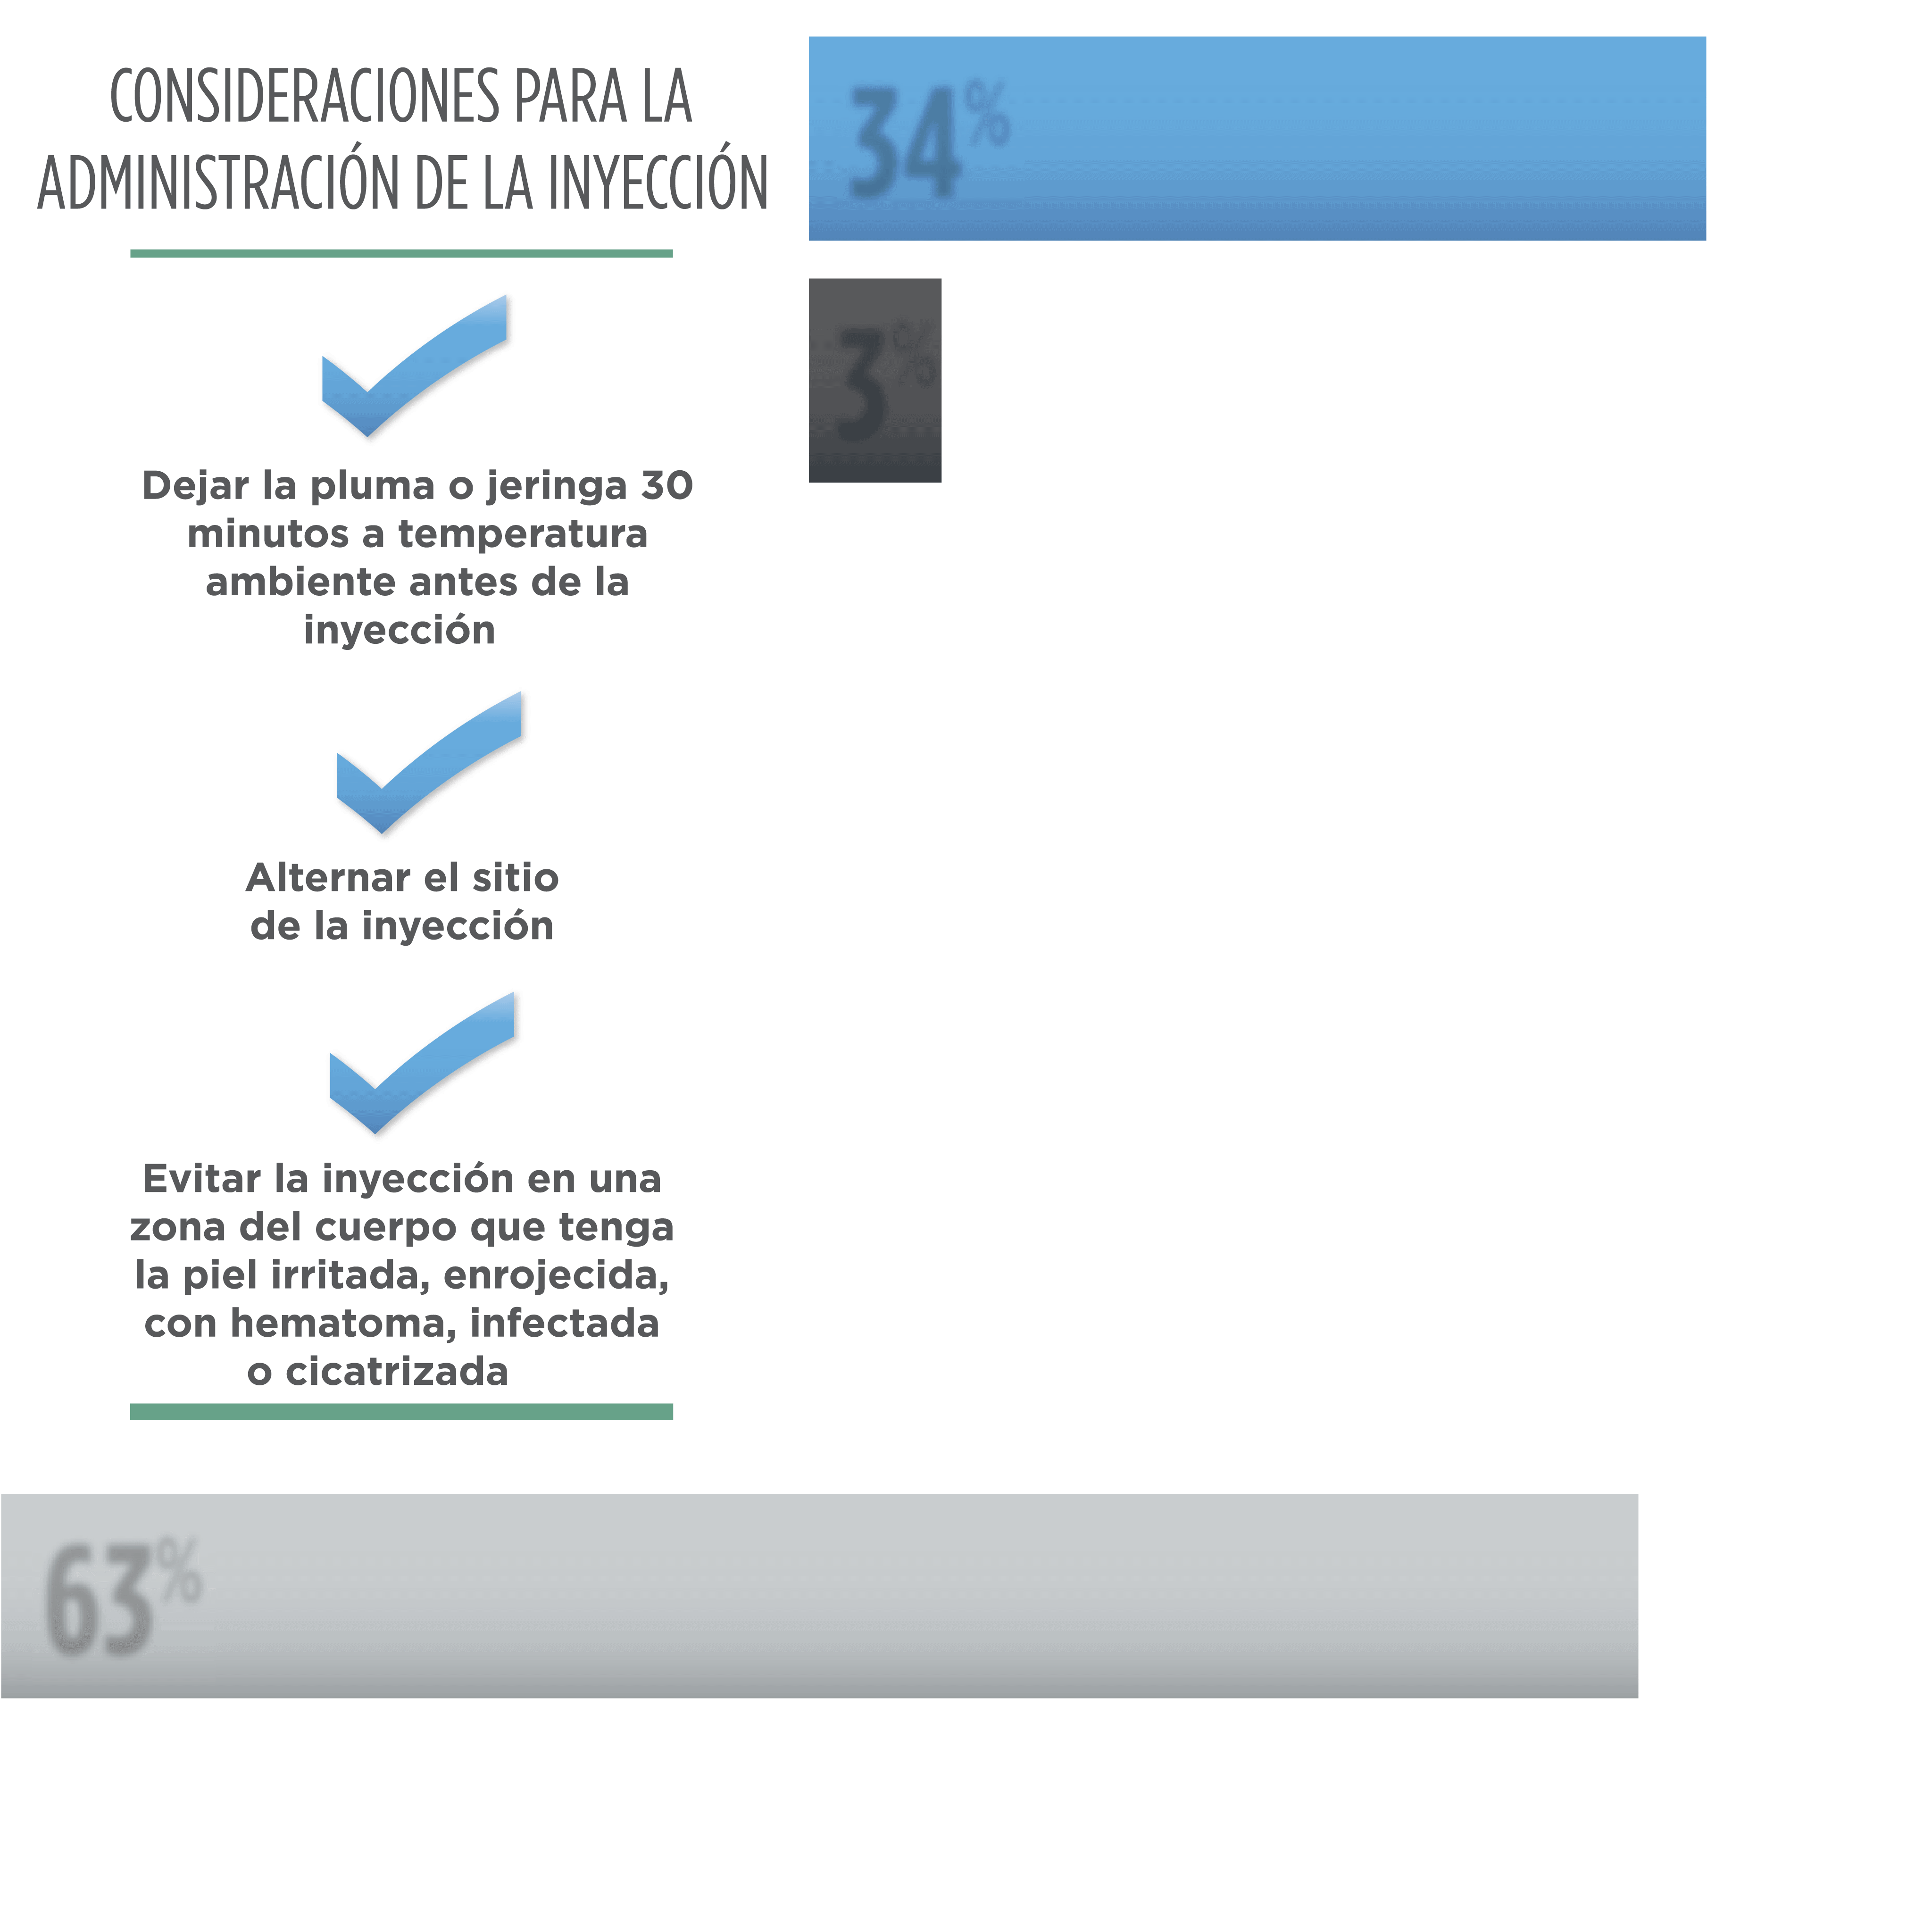 CONSIDERACIONES PARA LA
ADMINISTRACIÓN DE LA INYECCIÓN
Dejar la pluma o jeringa 30
minutos a temperatura
ambiente antes de la
inyección
Alternar el sitio
de la inyección
Evitar la inyección en una
zona del cuerpo que tenga
la piel irritada, enrojecida,
con hematoma, infectada
o cicatrizada
34%
3%
63%